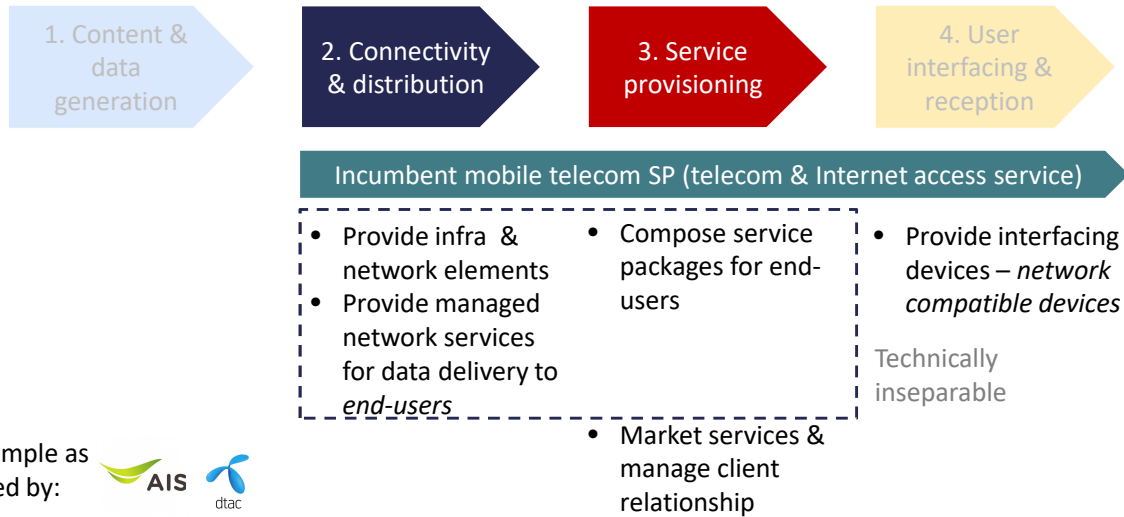 1. Content &
data
generation
2. Connectivity
& distribution
3. Service
provisioning
4. User
interfacing &
reception
Incumbent mobile telecom SP (telecom & Internet access service)
• Provide infra &
network elements
• Provide managed
network services
for data delivery to
end-users
• Compose service
packages for end-
users
• Market services &
manage client
relationship
• Provide interfacing
devices – network
compatible devices
Technically
inseparable
mple as
ed by:
AIS
dtac